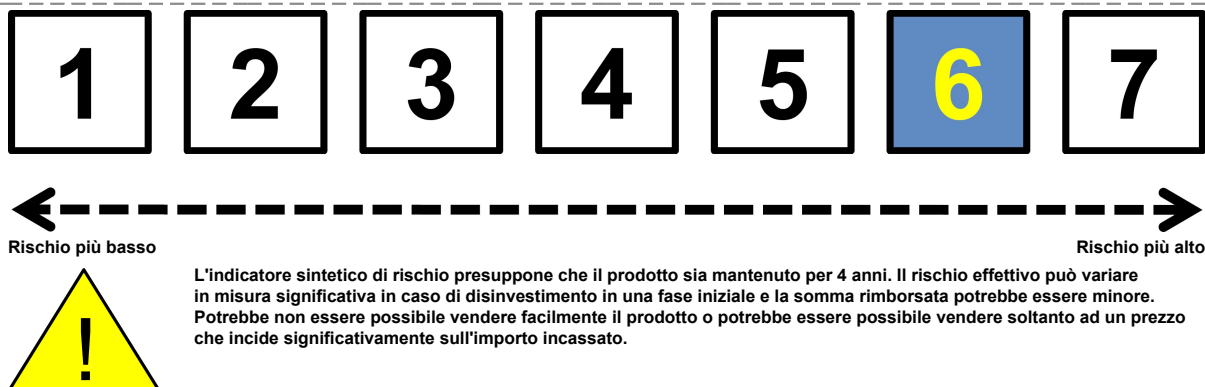 1 2 3 4 5 6 7
Rischio più basso Rischio più alto
L'indicatore sintetico di rischio presuppone che il prodotto sia mantenuto per 4 anni. Il rischio effettivo può variare
in misura significativa in caso di disinvestimento in una fase iniziale e la somma rimborsata potrebbe essere minore.
Potrebbe non essere possibile vendere facilmente il prodotto o potrebbe essere possibile vendere soltanto ad un prezzo
che incide significativamente sull'importo incassato.
!